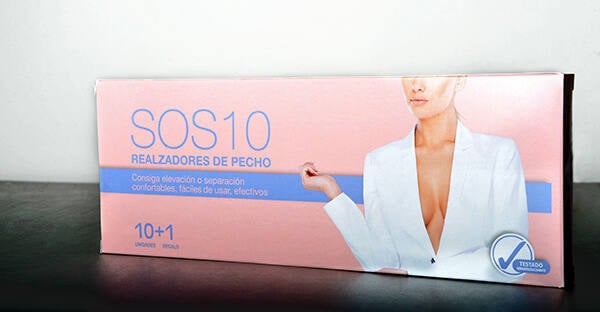 SOS10
REALZADORES DE PECHO
Consiga elevación o separación
confortables, fáciles de usar, efectivos
10+1
UNIDADES REGALO
TESTADO